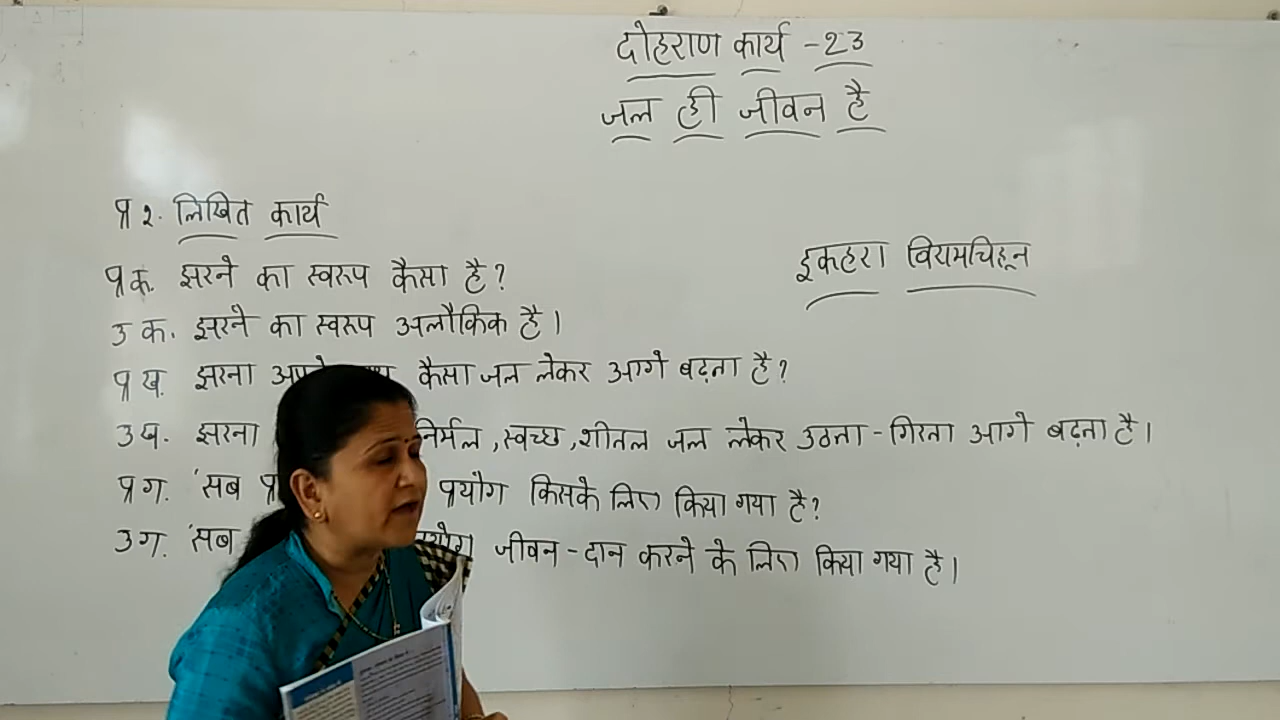 दोहराण कार्य - 23
जल ही जीवन है
प्र २. लिखित कार्य
इकहरा विरामचिह्न
प्र क. झरने का स्वरूप कैसा है?
उ क. झरने का स्वरूप अलौकिक है।
प्र ख. झरना कैसा जल लेकर आगे बढ़ता है?
उ ख. झरना निर्मल, स्वच्छ, शीतल जल लेकर उठता - गिरता आगे बढ़ता है।
प्र ग. 'सब प्रयोग किसके लिए किया गया है?
उ ग. 'सब जीवन - दान करने के लिए किया गया है।